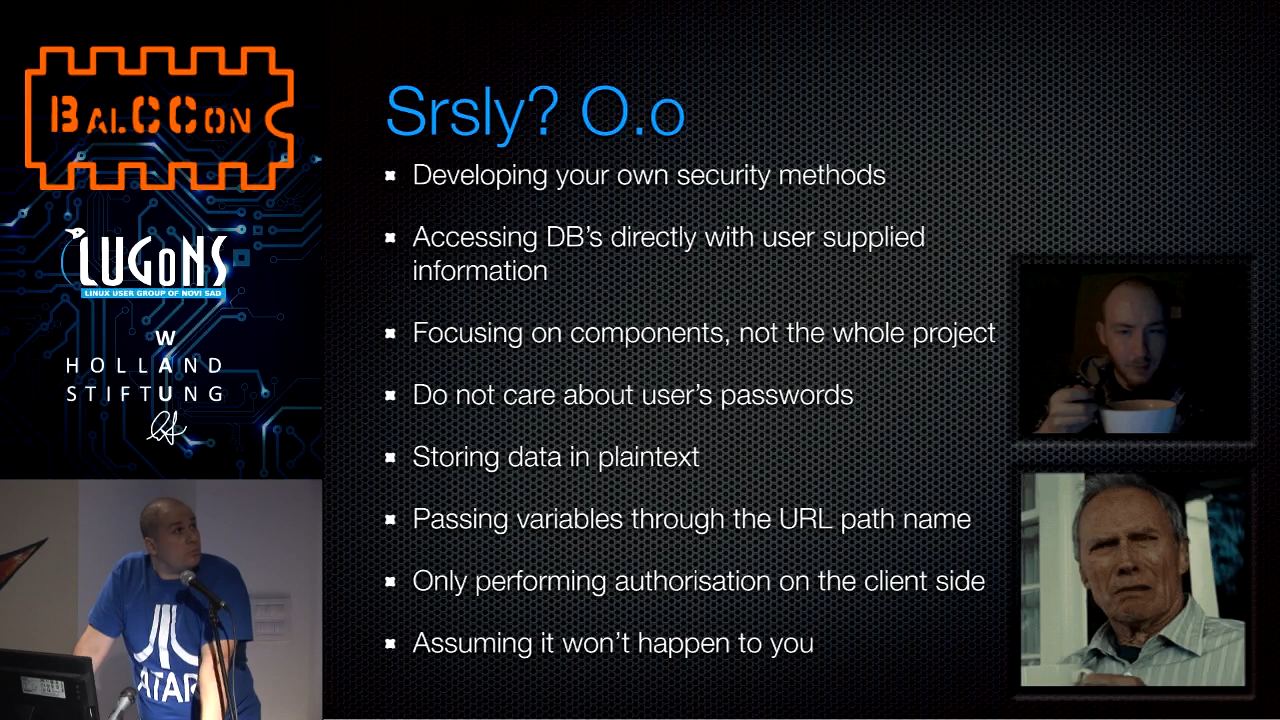 BALCCON
LUGONS
LINUX USER GROUP OF NOVI SAD
W
HOLLAND
STIFTUNG
Srsly? O.o
Developing your own security methods
Accessing DB's directly with user supplied
information
Focusing on components, not the whole project
Do not care about user's passwords
Storing data in plaintext
Passing variables through the URL path name
Only performing authorisation on the client side
Assuming it won't happen to you
ATARI